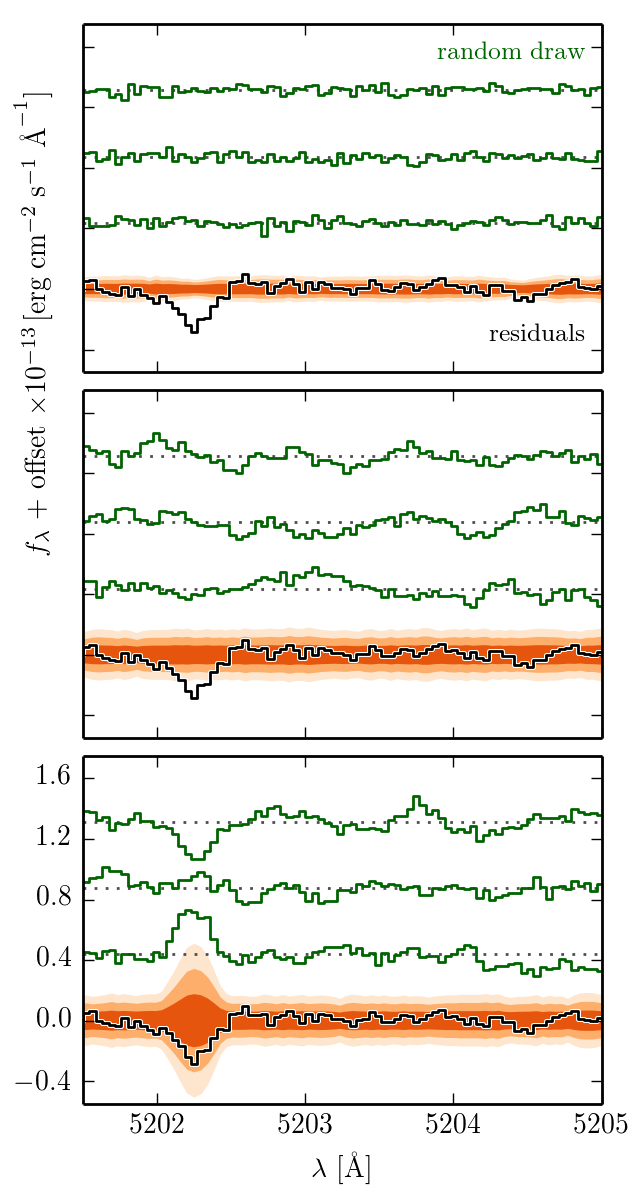 random draw
residuals
fλ + offset ×10⁻¹³ [erg cm⁻² s⁻¹ Å⁻¹]
1.6
1.2
0.8
0.4
0.0
−0.4
5202 5203 5204 5205
λ [Å]